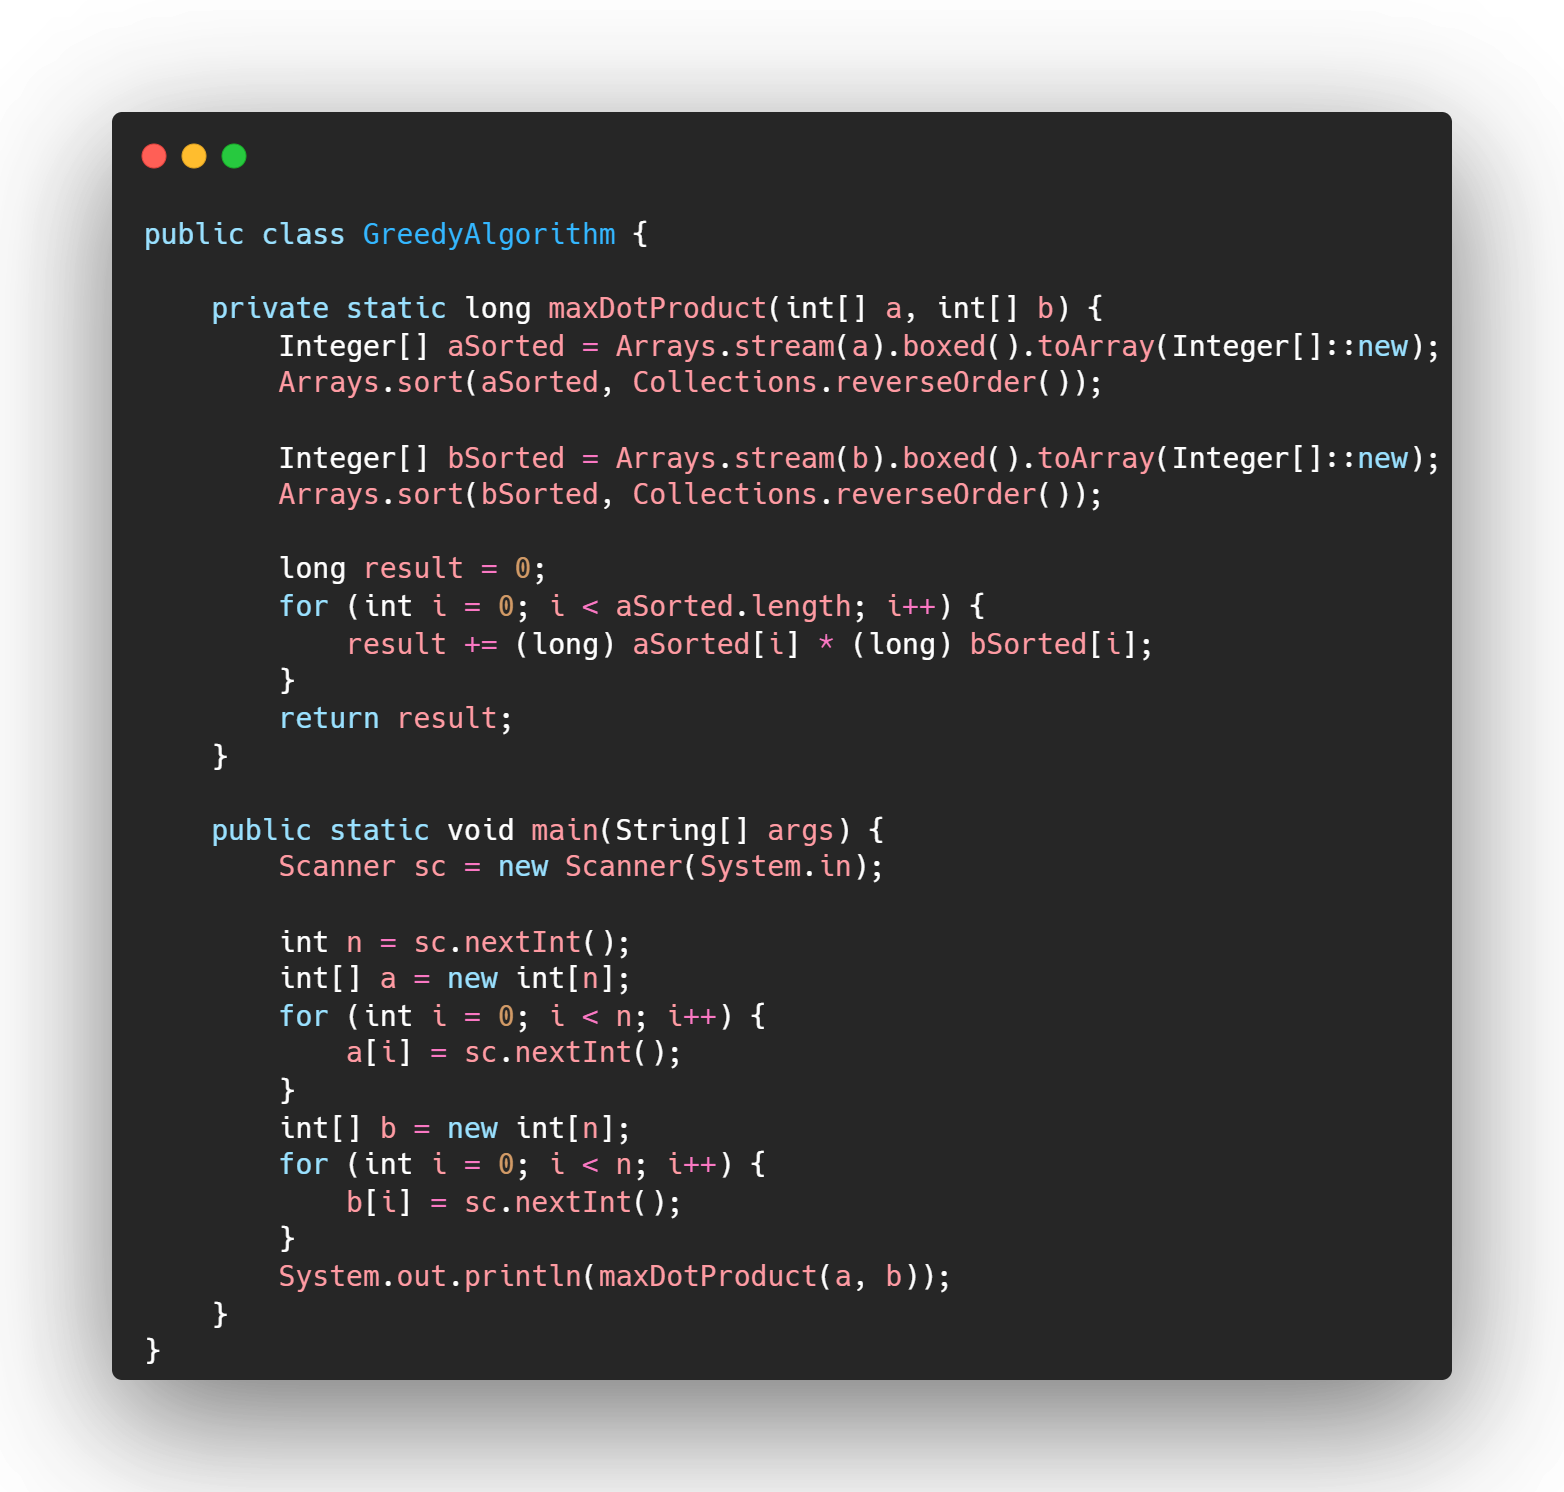 public class GreedyAlgorithm {
    private static long maxDotProduct(int[] a, int[] b) {
        Integer[] aSorted = Arrays.stream(a).boxed().toArray(Integer[]::new);
        Arrays.sort(aSorted, Collections.reverseOrder());
        Integer[] bSorted = Arrays.stream(b).boxed().toArray(Integer[]::new);
        Arrays.sort(bSorted, Collections.reverseOrder());
        long result = 0;
        for (int i = 0; i < aSorted.length; i++) {
            result += (long) aSorted[i] * (long) bSorted[i];
        }
        return result;
    }
    public static void main(String[] args) {
        Scanner sc = new Scanner(System.in);
        int n = sc.nextInt();
        int[] a = new int[n];
        for (int i = 0; i < n; i++) {
            a[i] = sc.nextInt();
        }
        int[] b = new int[n];
        for (int i = 0; i < n; i++) {
            b[i] = sc.nextInt();
        }
        System.out.println(maxDotProduct(a, b));
    }
}